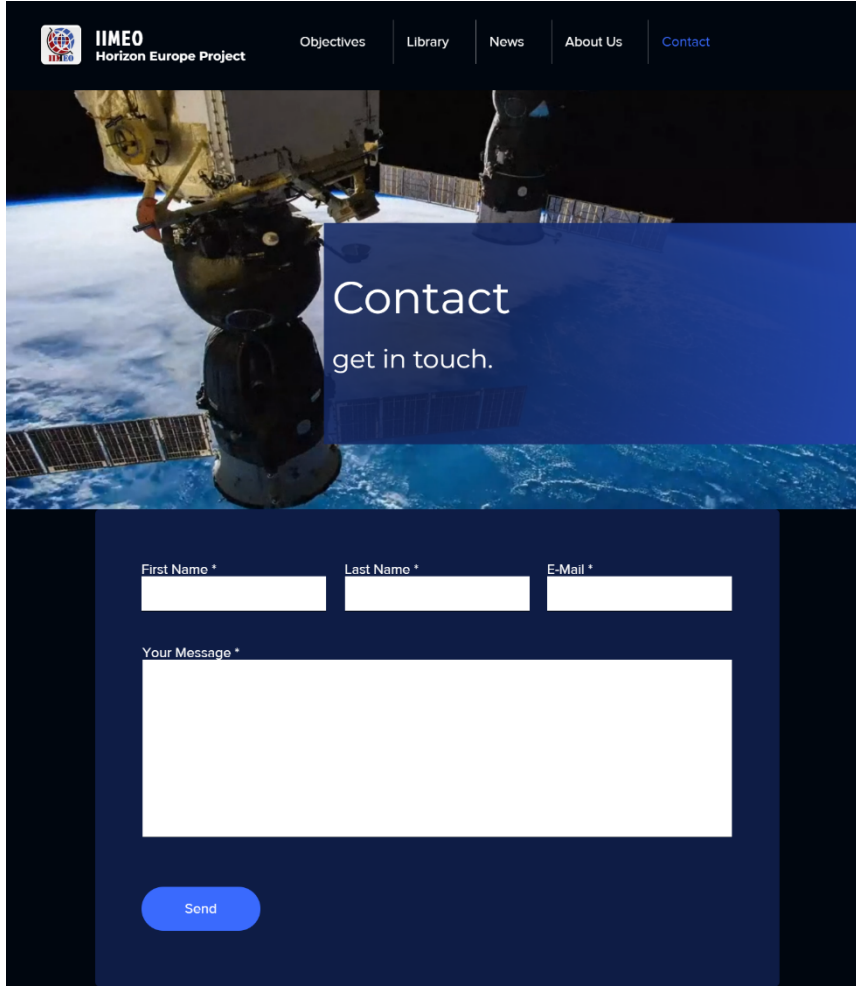 IIMEO
IIMEO
Horizon Europe Project
Objectives
Library
News
About Us
Contact
Contact
get in touch.
First Name *
Last Name *
E-Mail *
Your Message *
Send